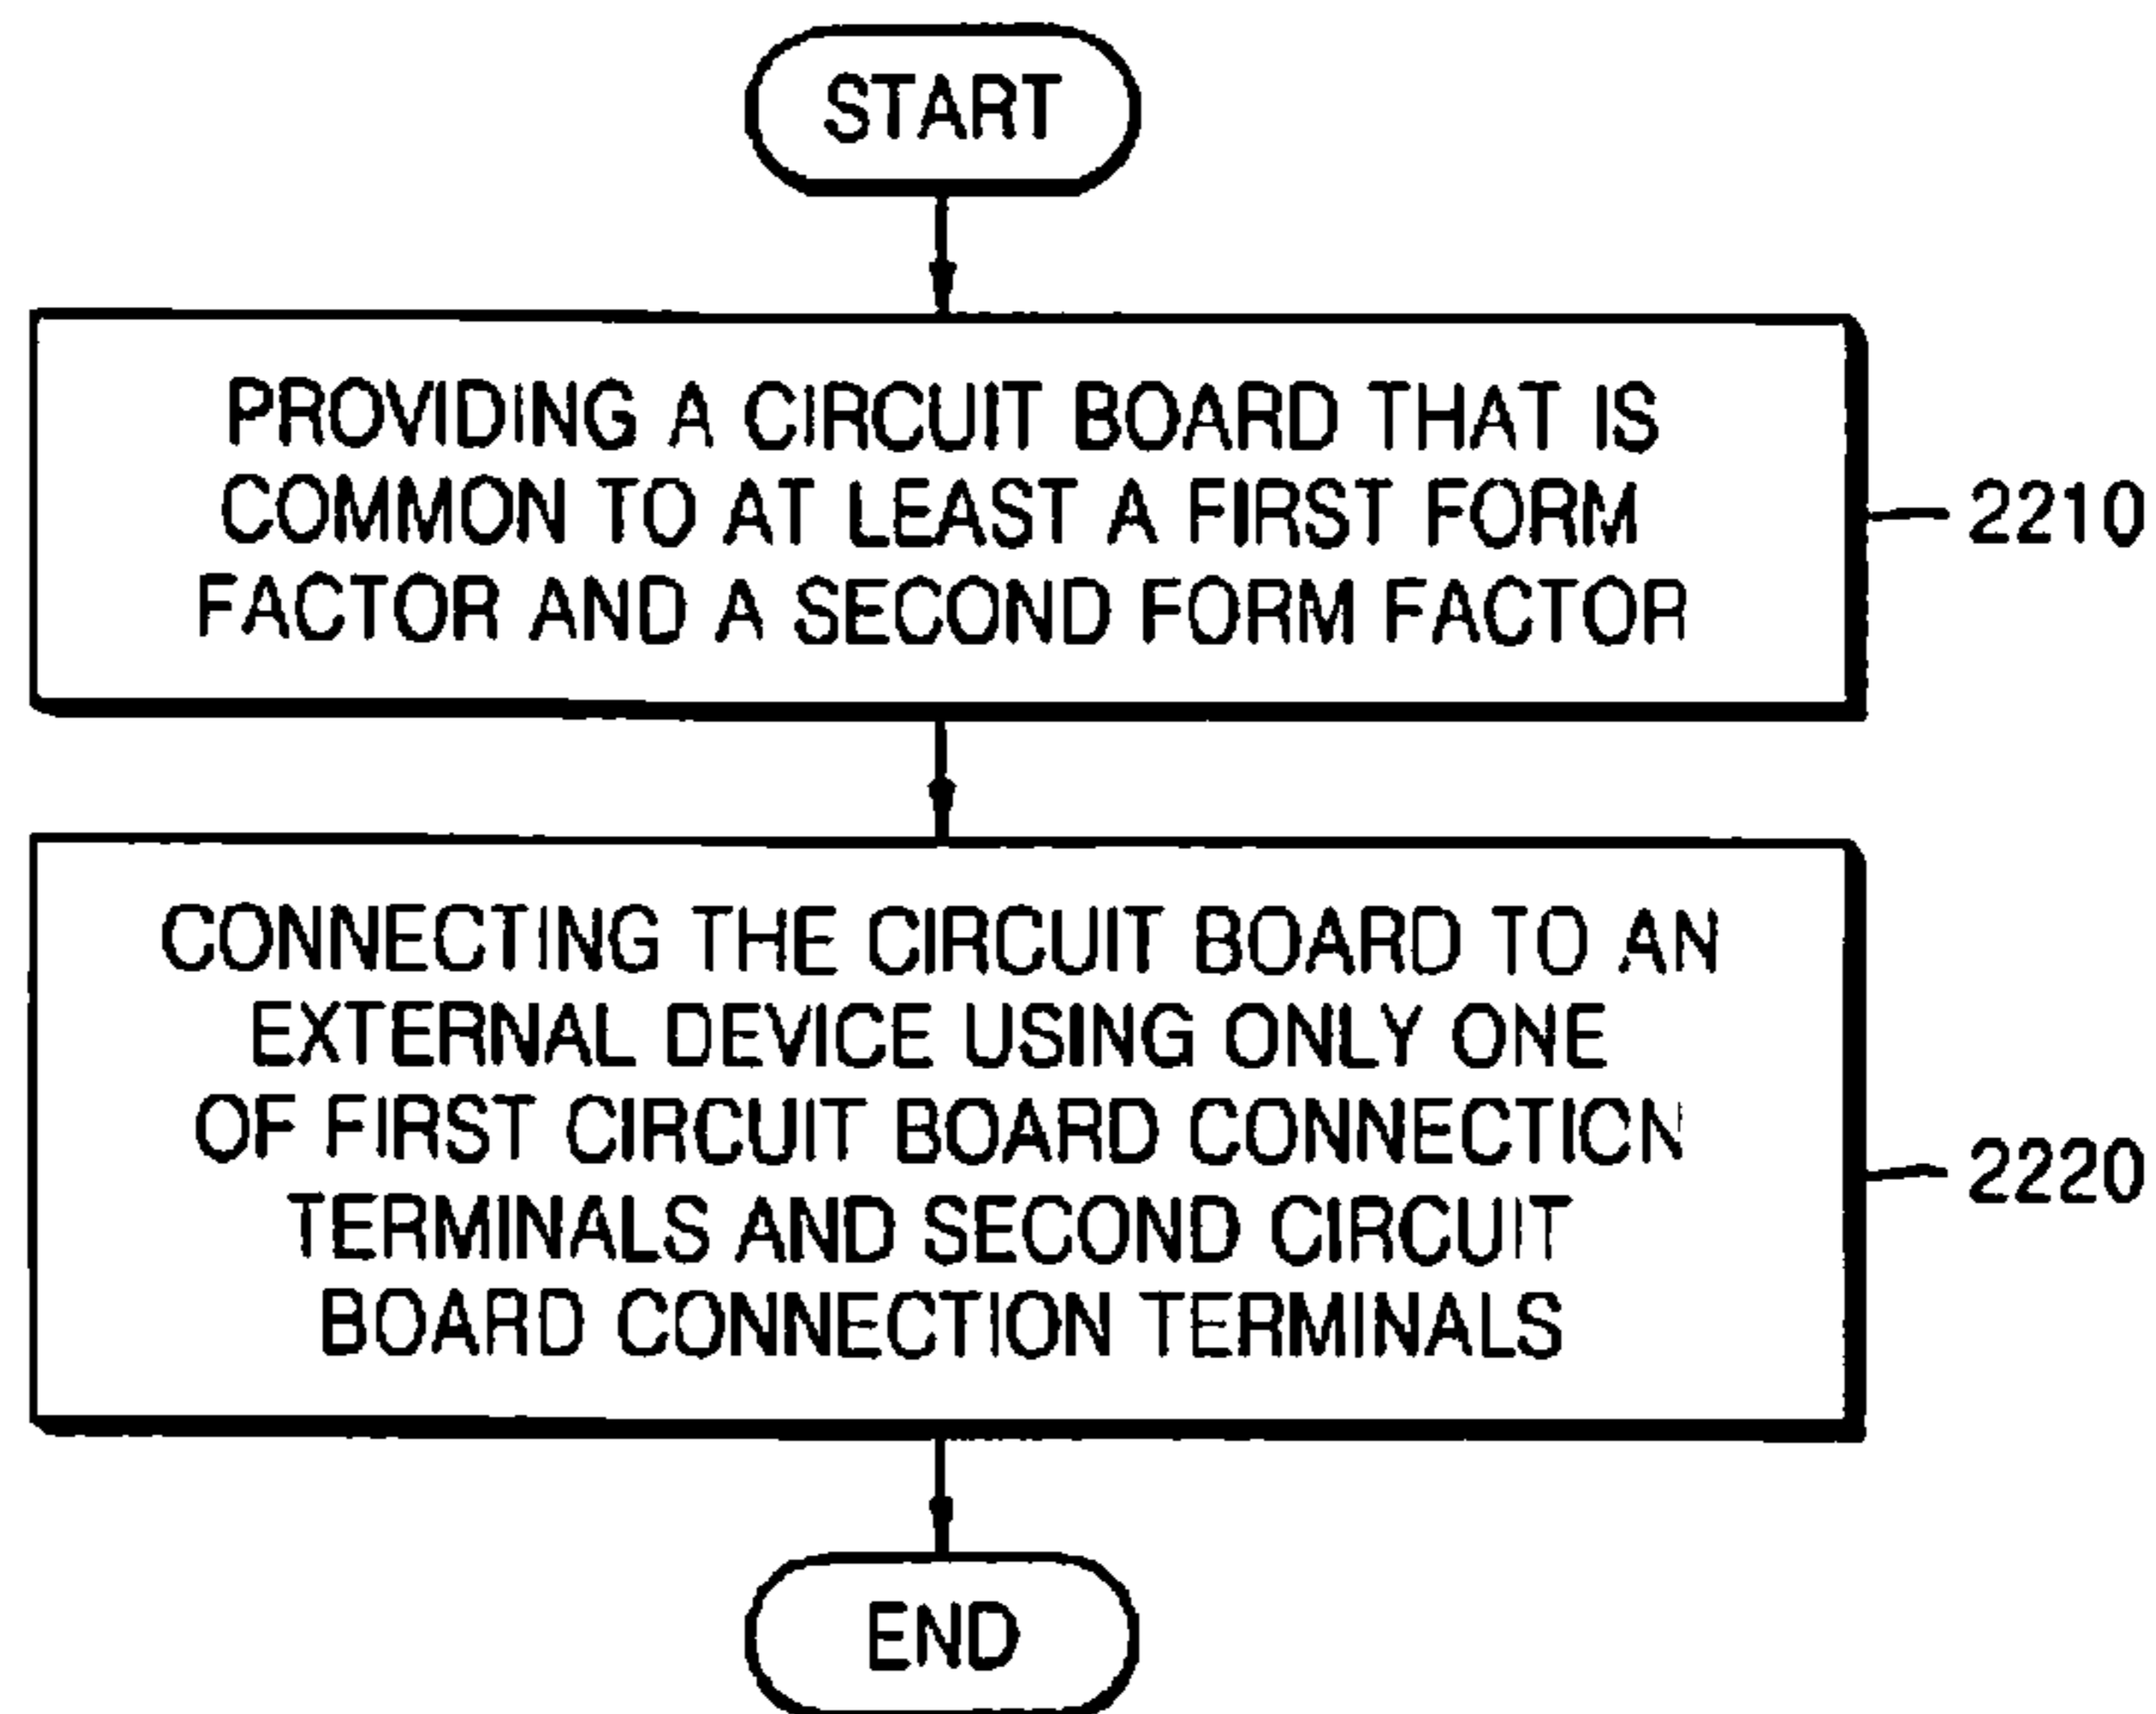 START
PROVIDING A CIRCUIT BOARD THAT IS
COMMON TO AT LEAST A FIRST FORM
FACTOR AND A SECOND FORM FACTOR
2210
CONNECTING THE CIRCUIT BOARD TO AN
EXTERNAL DEVICE USING ONLY ONE
OF FIRST CIRCUIT BOARD CONNECTION
TERMINALS AND SECOND CIRCUIT
BOARD CONNECTION TERMINALS
2220
END